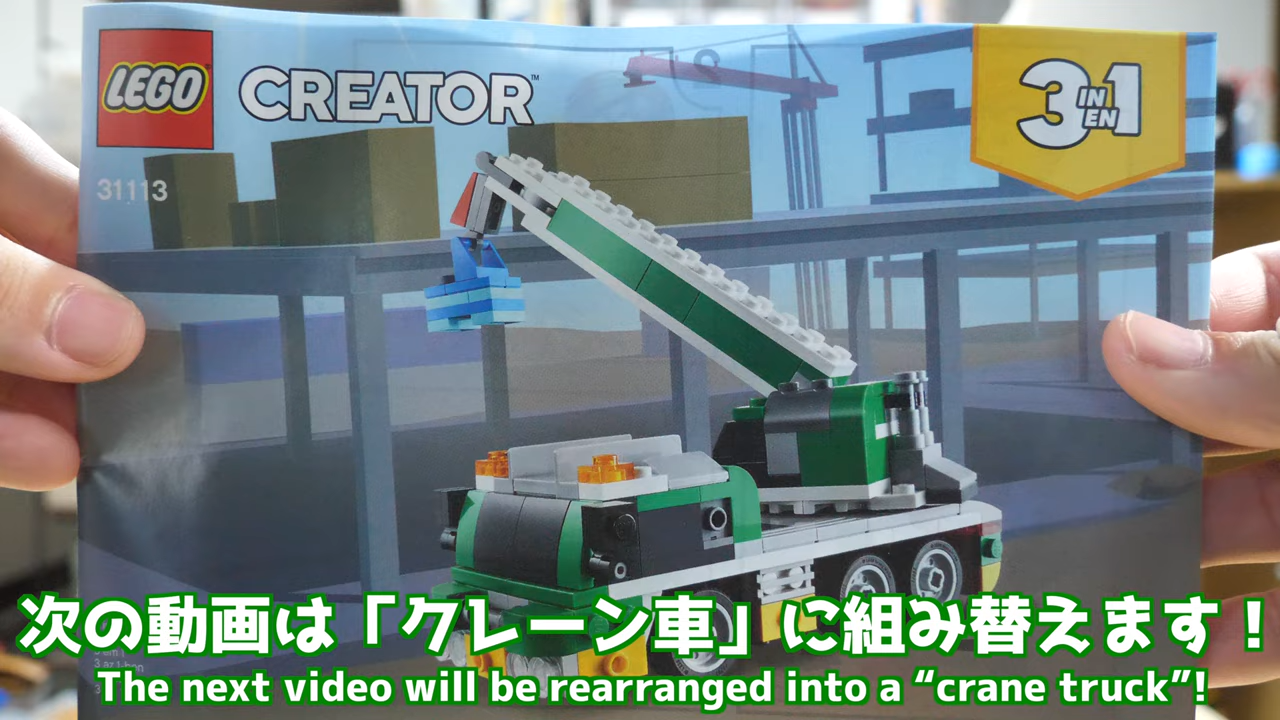 LEGO
CREATOR™
3 IN EN 1
31113
次の動画は「クレーン車」に組み替えます！
The next video will be rearranged into a “crane truck”!